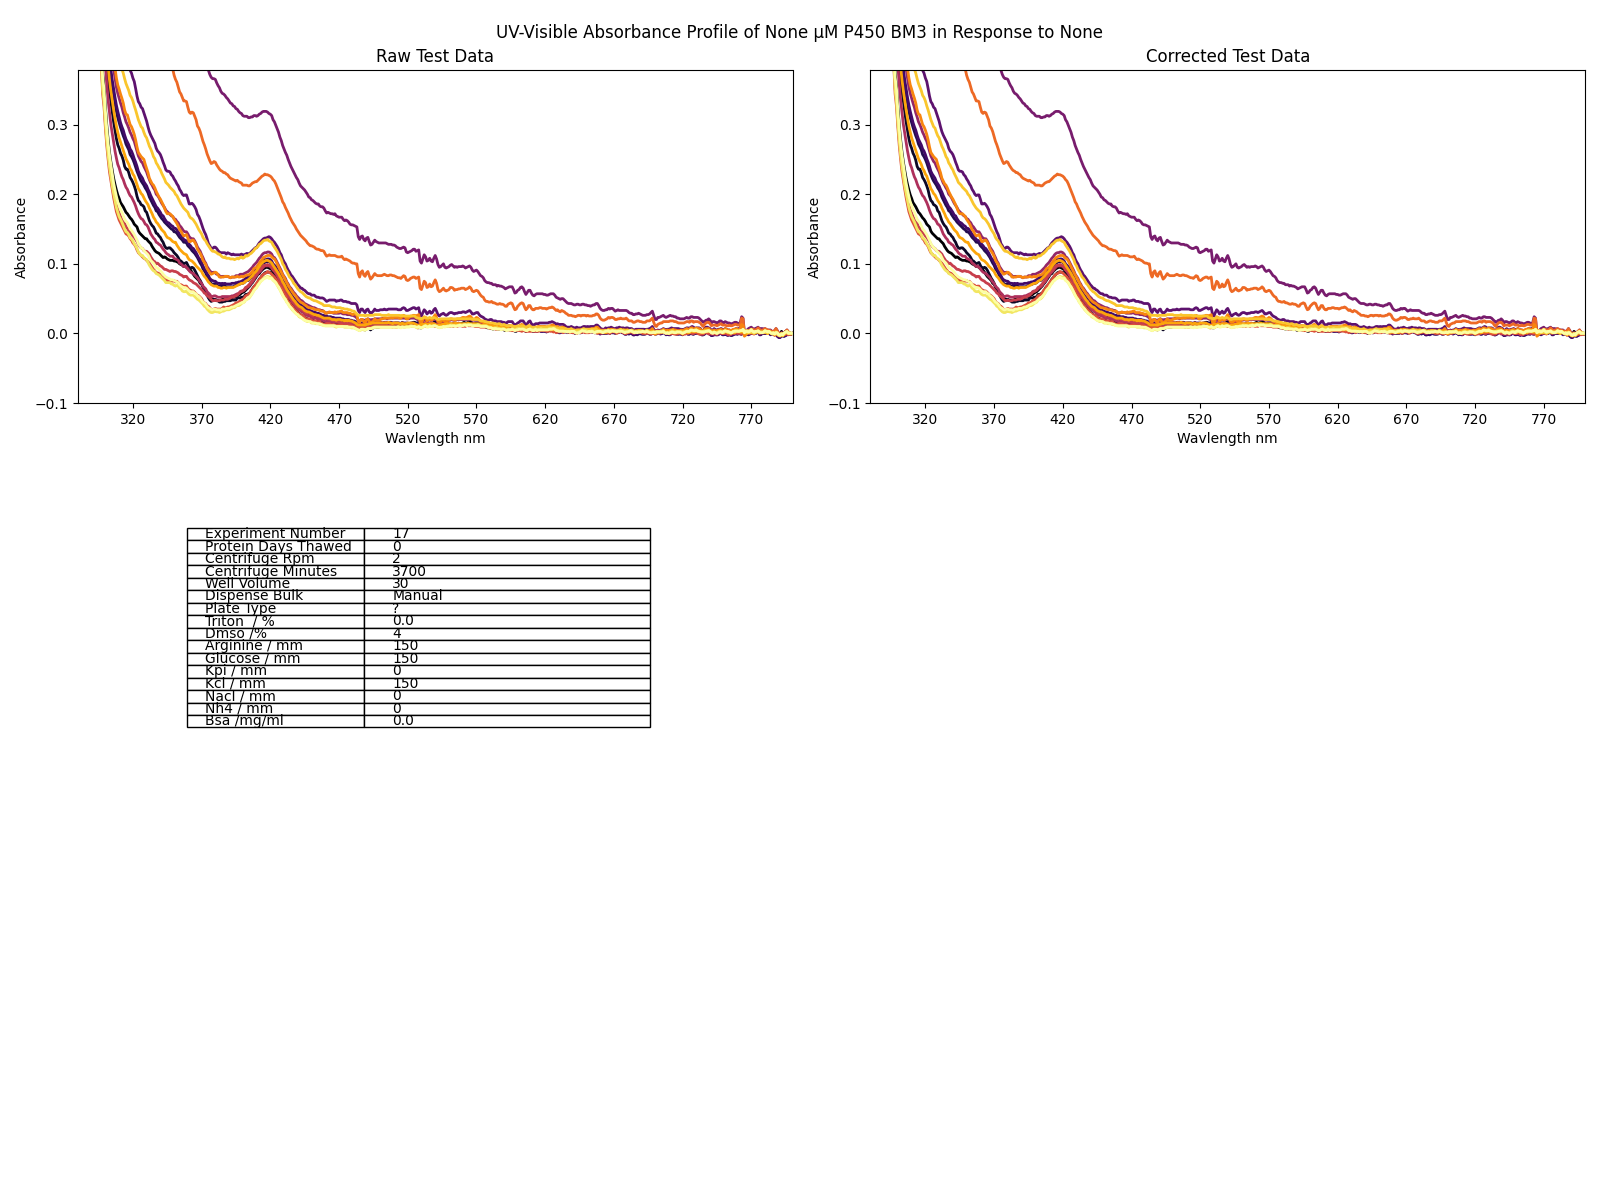 UV-Visible Absorbance Profile of None µM P450 BM3 in Response to None
Raw Test Data
Corrected Test Data
0.3
0.2
0.1
0.0
−0.1
Absorbance
320 370 420 470 520 570 620 670 720 770
Wavlength nm
0.3
0.2
0.1
0.0
−0.1
Absorbance
320 370 420 470 520 570 620 670 720 770
Wavlength nm
Experiment Number 17
Protein Days Thawed 0
Centrifuge Rpm 2
Centrifuge Minutes 3700
Well Volume 30
Dispense Bulk Manual
Plate Type ?
Triton / % 0.0
Dmso /% 4
Arginine / mm 150
Glucose / mm 150
Kpi / mm 0
Kcl / mm 150
Nacl / mm 0
Nh4 / mm 0
Bsa /mg/ml 0.0